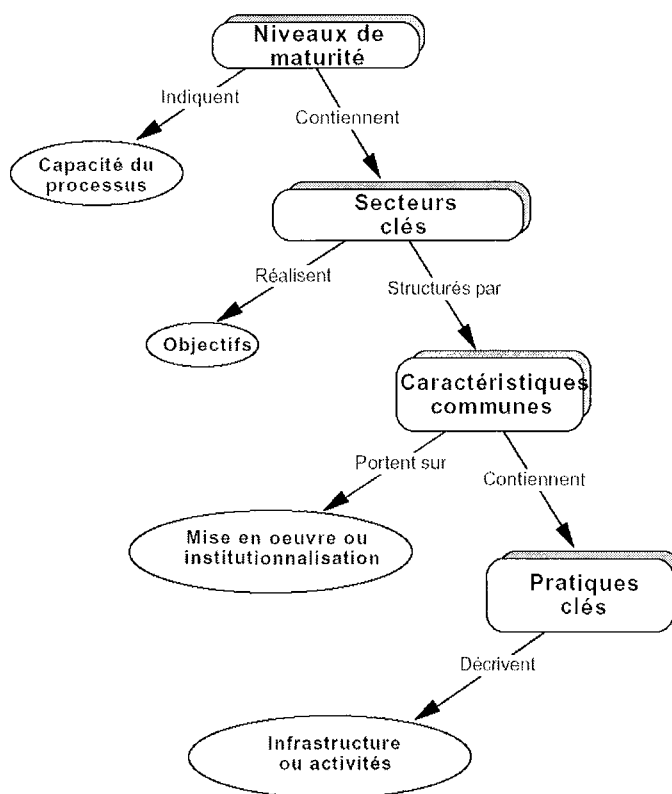 Niveaux de
maturité
Indiquent
Contiennent
Capacité du
processus
Secteurs
clés
Réalisent
Structurés par
Objectifs
Caractéristiques
communes
Portent sur
Contiennent
Mise en oeuvre ou
institutionnalisation
Pratiques
clés
Décrivent
Infrastructure
ou activités